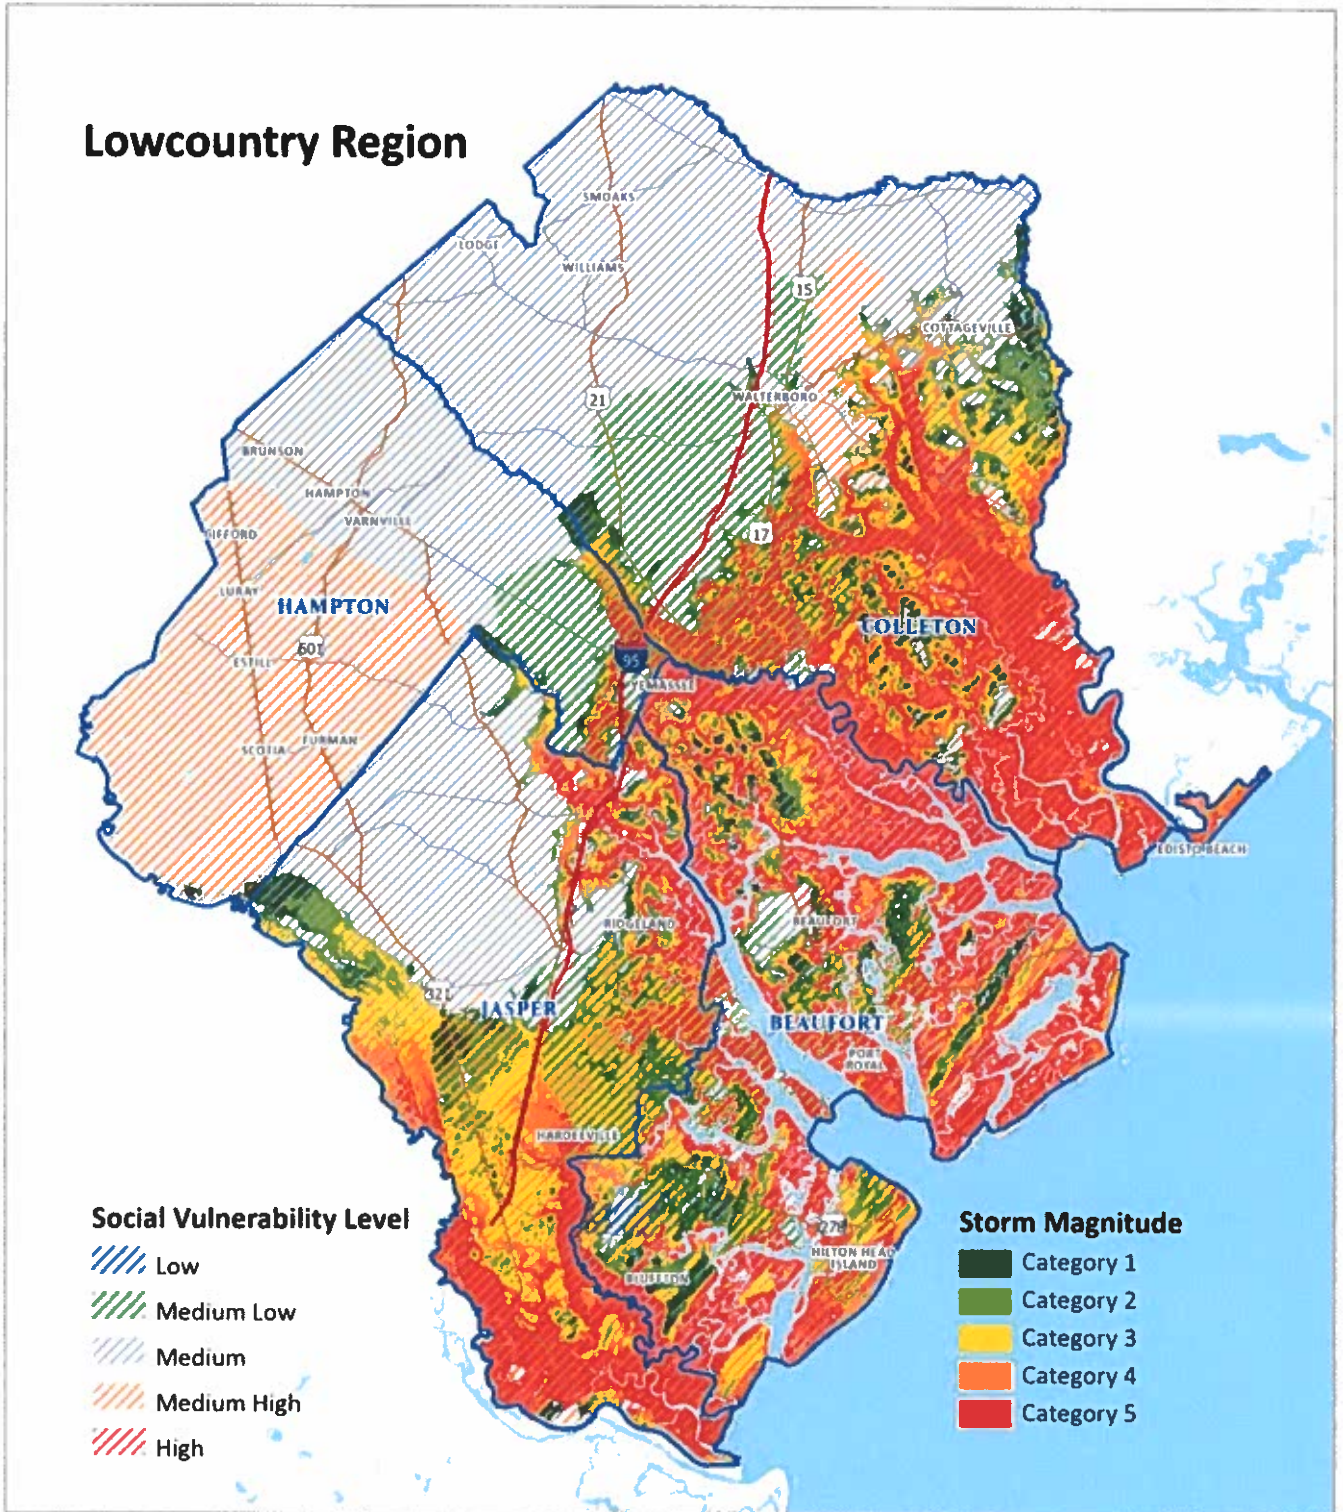 Lowcountry Region
SMOAKS
LODGE
WILLIAMS
15
COTTAGEVILLE
21
WALTERBORO
BRUNSON
HAMPTON
VARNVILLE
GIFFORD
17
LURAY
HAMPTON
COLLETON
601
ESTILL
95
YEMASSEE
SCOTIA
FURMAN
EDISTO BEACH
RIDGELAND
BEAUFORT
321
JASPER
BEAUFORT
PORT
ROYAL
HARDEEVILLE
278
HILTON HEAD
ISLAND
BLUFFTON
Social Vulnerability Level
Low
Medium Low
Medium
Medium High
High
Storm Magnitude
Category 1
Category 2
Category 3
Category 4
Category 5